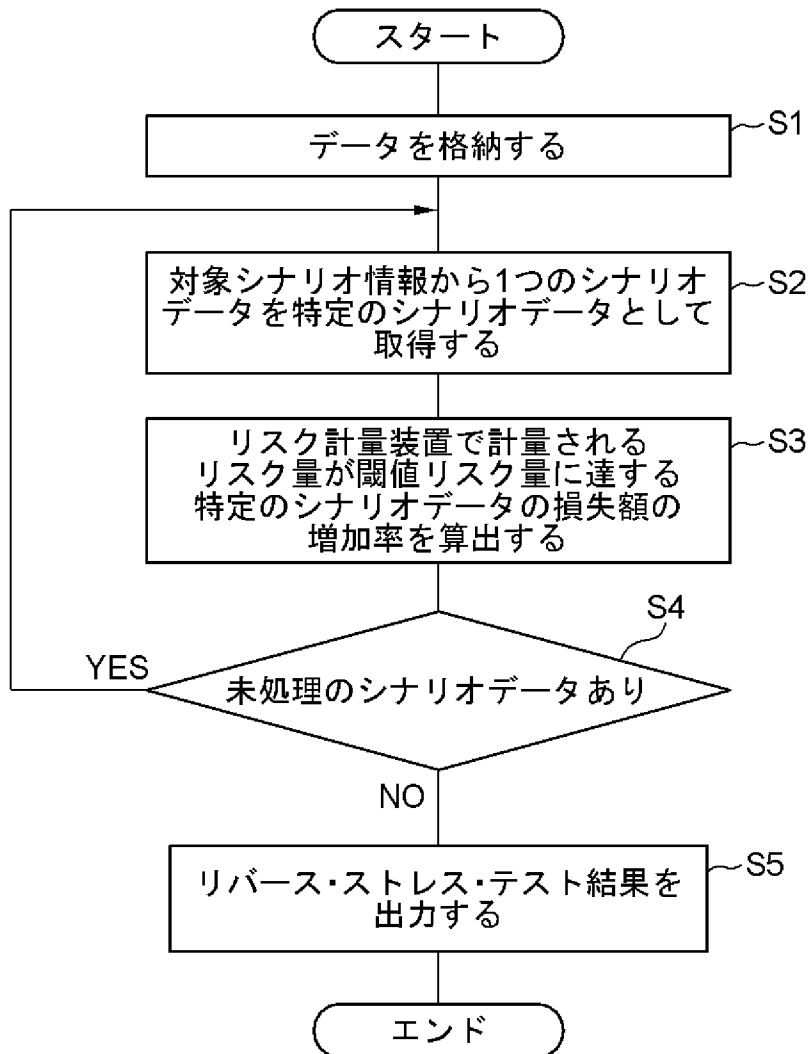 スタート
データを格納する
S1
対象シナリオ情報から1つのシナリオ
データを特定のシナリオデータとして
取得する
S2
リスク計量装置で計量される
リスク量が閾値リスク量に達する
特定のシナリオデータの損失額の
増加率を算出する
S3
S4
YES
未処理のシナリオデータあり
NO
リバース・ストレス・テスト結果を
出力する
S5
エンド